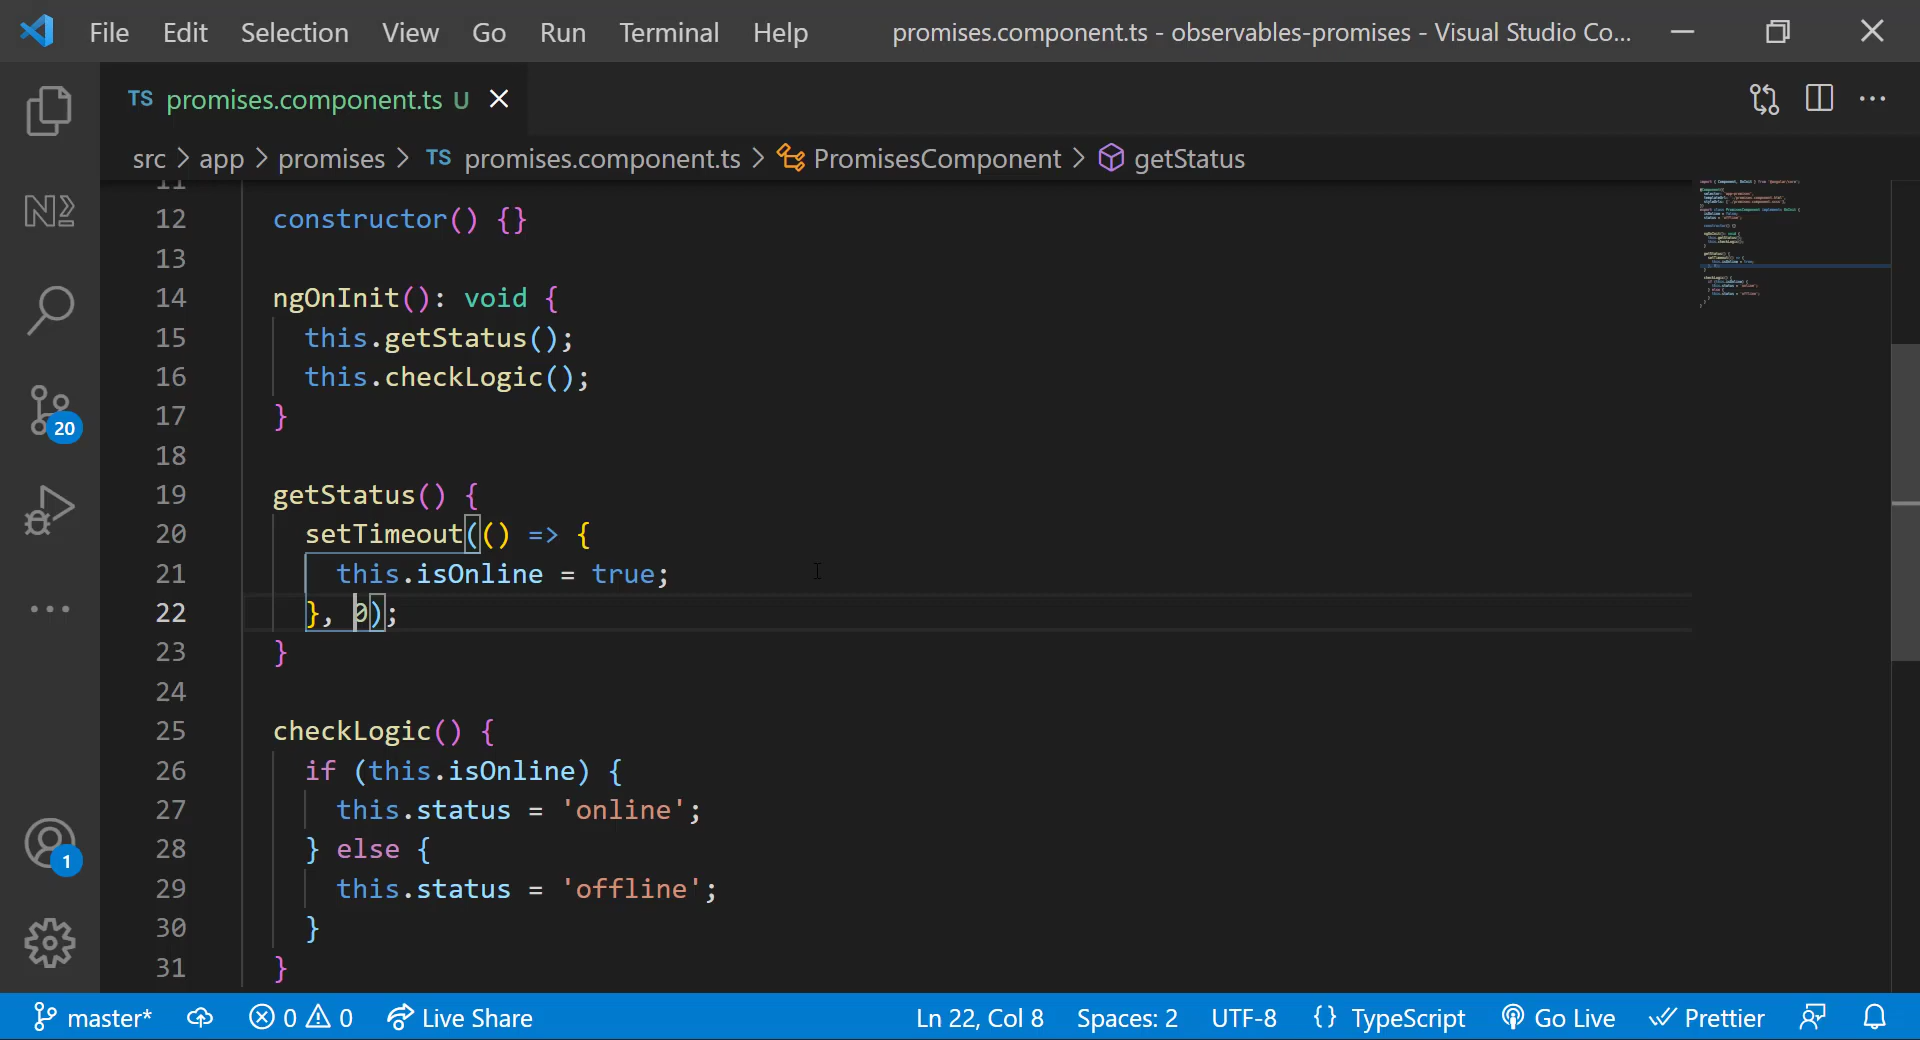 File Edit Selection View Go Run Terminal Help promises.component.ts - observables-promises - Visual Studio Co...
TS promises.component.ts U
src > app > promises > TS promises.component.ts > PromisesComponent > getStatus
11
12 constructor() {}
13
14 ngOnInit(): void {
15 this.getStatus();
16 this.checkLogic();
17 }
18
19 getStatus() {
20 setTimeout(() => {
21 this.isOnline = true;
22 }, 0);
23 }
24
25 checkLogic() {
26 if (this.isOnline) {
27 this.status = 'online';
28 } else {
29 this.status = 'offline';
30 }
31 }
20
1
master* 0 0 Live Share Ln 22, Col 8 Spaces: 2 UTF-8 {} TypeScript Go Live Prettier